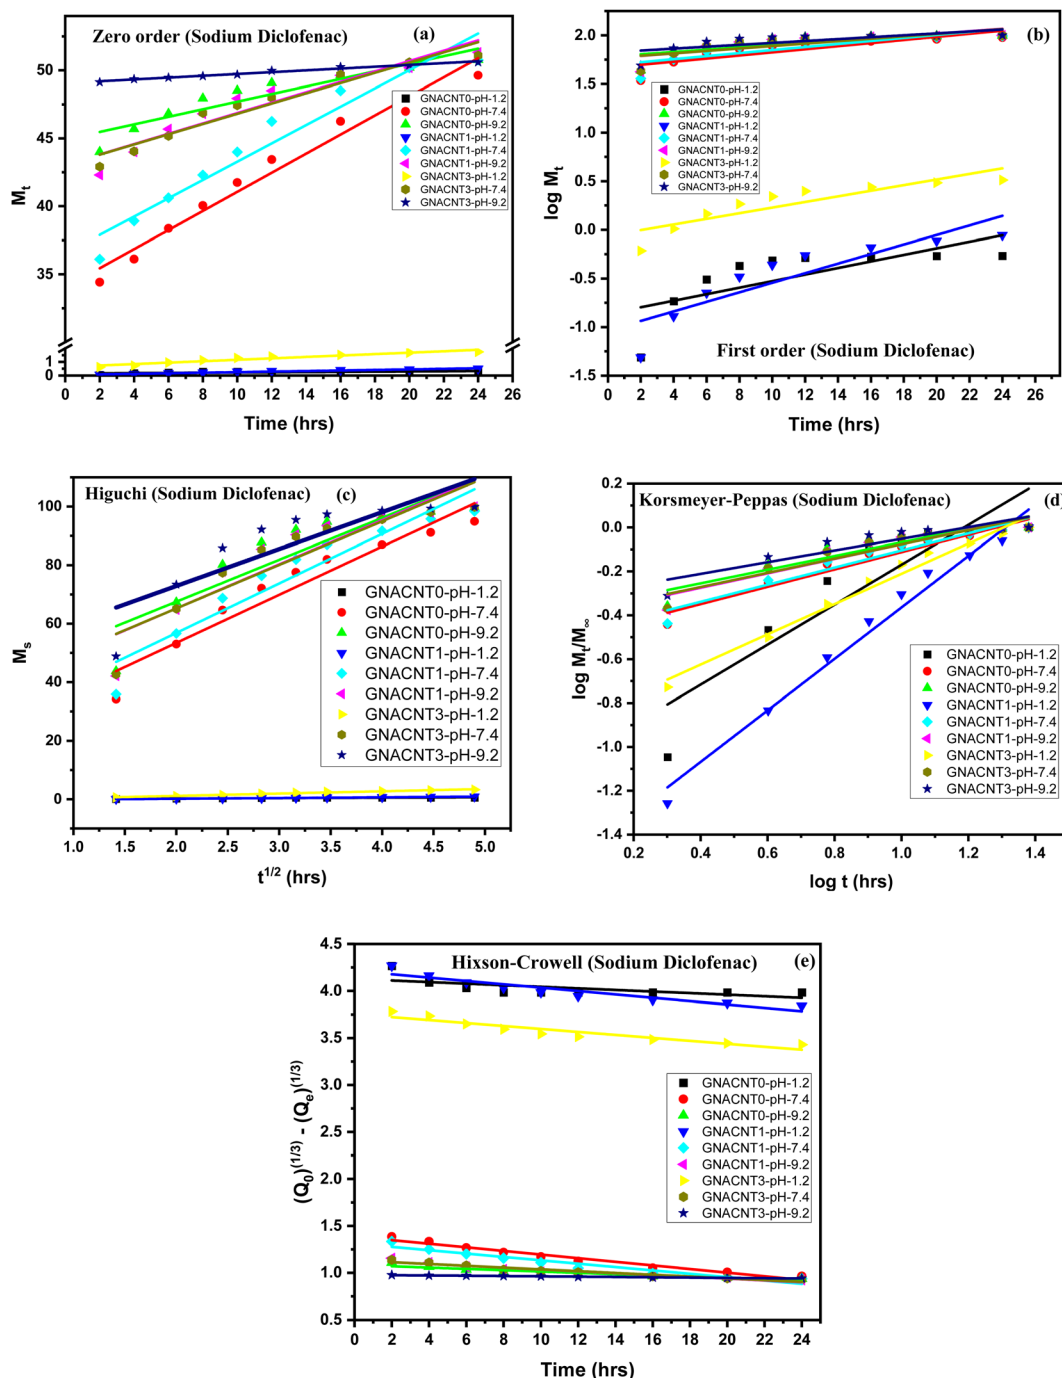 Zero order (Sodium Diclofenac)
(a)
50
45
40
35
1
0
GNACNT0-pH-1.2
GNACNT0-pH-7.4
GNACNT0-pH-9.2
GNACNT1-pH-1.2
GNACNT1-pH-7.4
GNACNT1-pH-9.2
GNACNT3-pH-1.2
GNACNT3-pH-7.4
GNACNT3-pH-9.2
Mt
0 2 4 6 8 10 12 14 16 18 20 22 24 26
Time (hrs)
(b)
2.0
1.5
1.0
0.5
0.0
-0.5
-1.0
-1.5
GNACNT0-pH-1.2
GNACNT0-pH-7.4
GNACNT0-pH-9.2
GNACNT1-pH-1.2
GNACNT1-pH-7.4
GNACNT1-pH-9.2
GNACNT3-pH-1.2
GNACNT3-pH-7.4
GNACNT3-pH-9.2
log Mt
First order (Sodium Diclofenac)
0 2 4 6 8 10 12 14 16 18 20 22 24 26
Time (hrs)
Higuchi (Sodium Diclofenac)
(c)
100
80
60
40
20
0
GNACNT0-pH-1.2
GNACNT0-pH-7.4
GNACNT0-pH-9.2
GNACNT1-pH-1.2
GNACNT1-pH-7.4
GNACNT1-pH-9.2
GNACNT3-pH-1.2
GNACNT3-pH-7.4
GNACNT3-pH-9.2
Ms
1.0 1.5 2.0 2.5 3.0 3.5 4.0 4.5 5.0
t1/2 (hrs)
Korsmeyer-Peppas (Sodium Diclofenac)
(d)
0.2
0.0
-0.2
-0.4
-0.6
-0.8
-1.0
-1.2
-1.4
GNACNT0-pH-1.2
GNACNT0-pH-7.4
GNACNT0-pH-9.2
GNACNT1-pH-1.2
GNACNT1-pH-7.4
GNACNT1-pH-9.2
GNACNT3-pH-1.2
GNACNT3-pH-7.4
GNACNT3-pH-9.2
log Mt/M∞
0.2 0.4 0.6 0.8 1.0 1.2 1.4
log t (hrs)
Hixson-Crowell (Sodium Diclofenac)
(e)
4.5
4.0
3.5
3.0
2.5
2.0
1.5
1.0
0.5
GNACNT0-pH-1.2
GNACNT0-pH-7.4
GNACNT0-pH-9.2
GNACNT1-pH-1.2
GNACNT1-pH-7.4
GNACNT1-pH-9.2
GNACNT3-pH-1.2
GNACNT3-pH-7.4
GNACNT3-pH-9.2
(Q0)(1/3) - (Qe)(1/3)
0 2 4 6 8 10 12 14 16 18 20 22 24
Time (hrs)